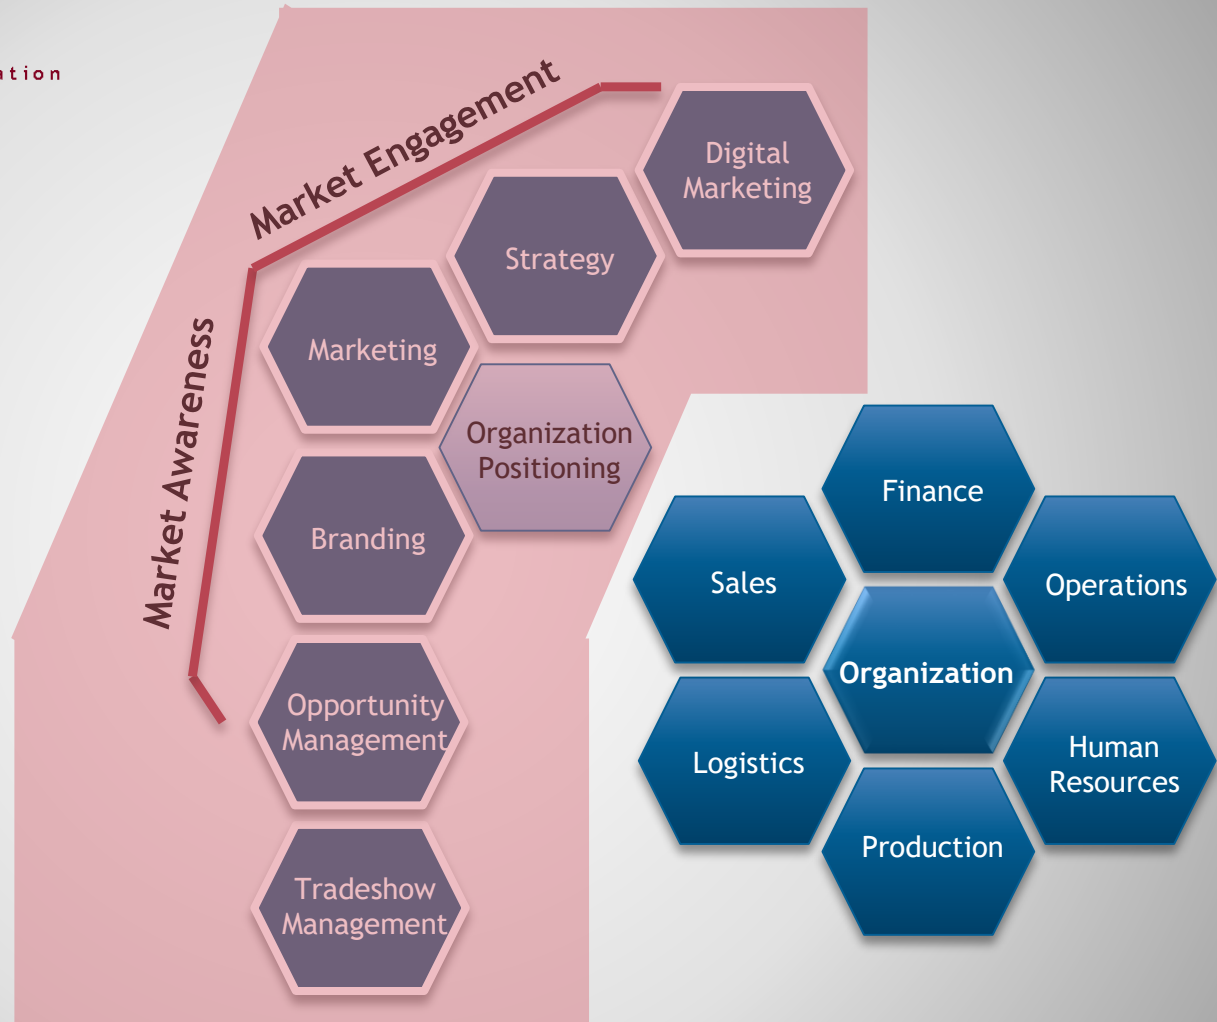 Market Engagement
Digital
Marketing
Strategy
Marketing
Market Awareness
Organization
Positioning
Branding
Opportunity
Management
Tradeshow
Management
Finance
Sales
Operations
Organization
Logistics
Human
Resources
Production